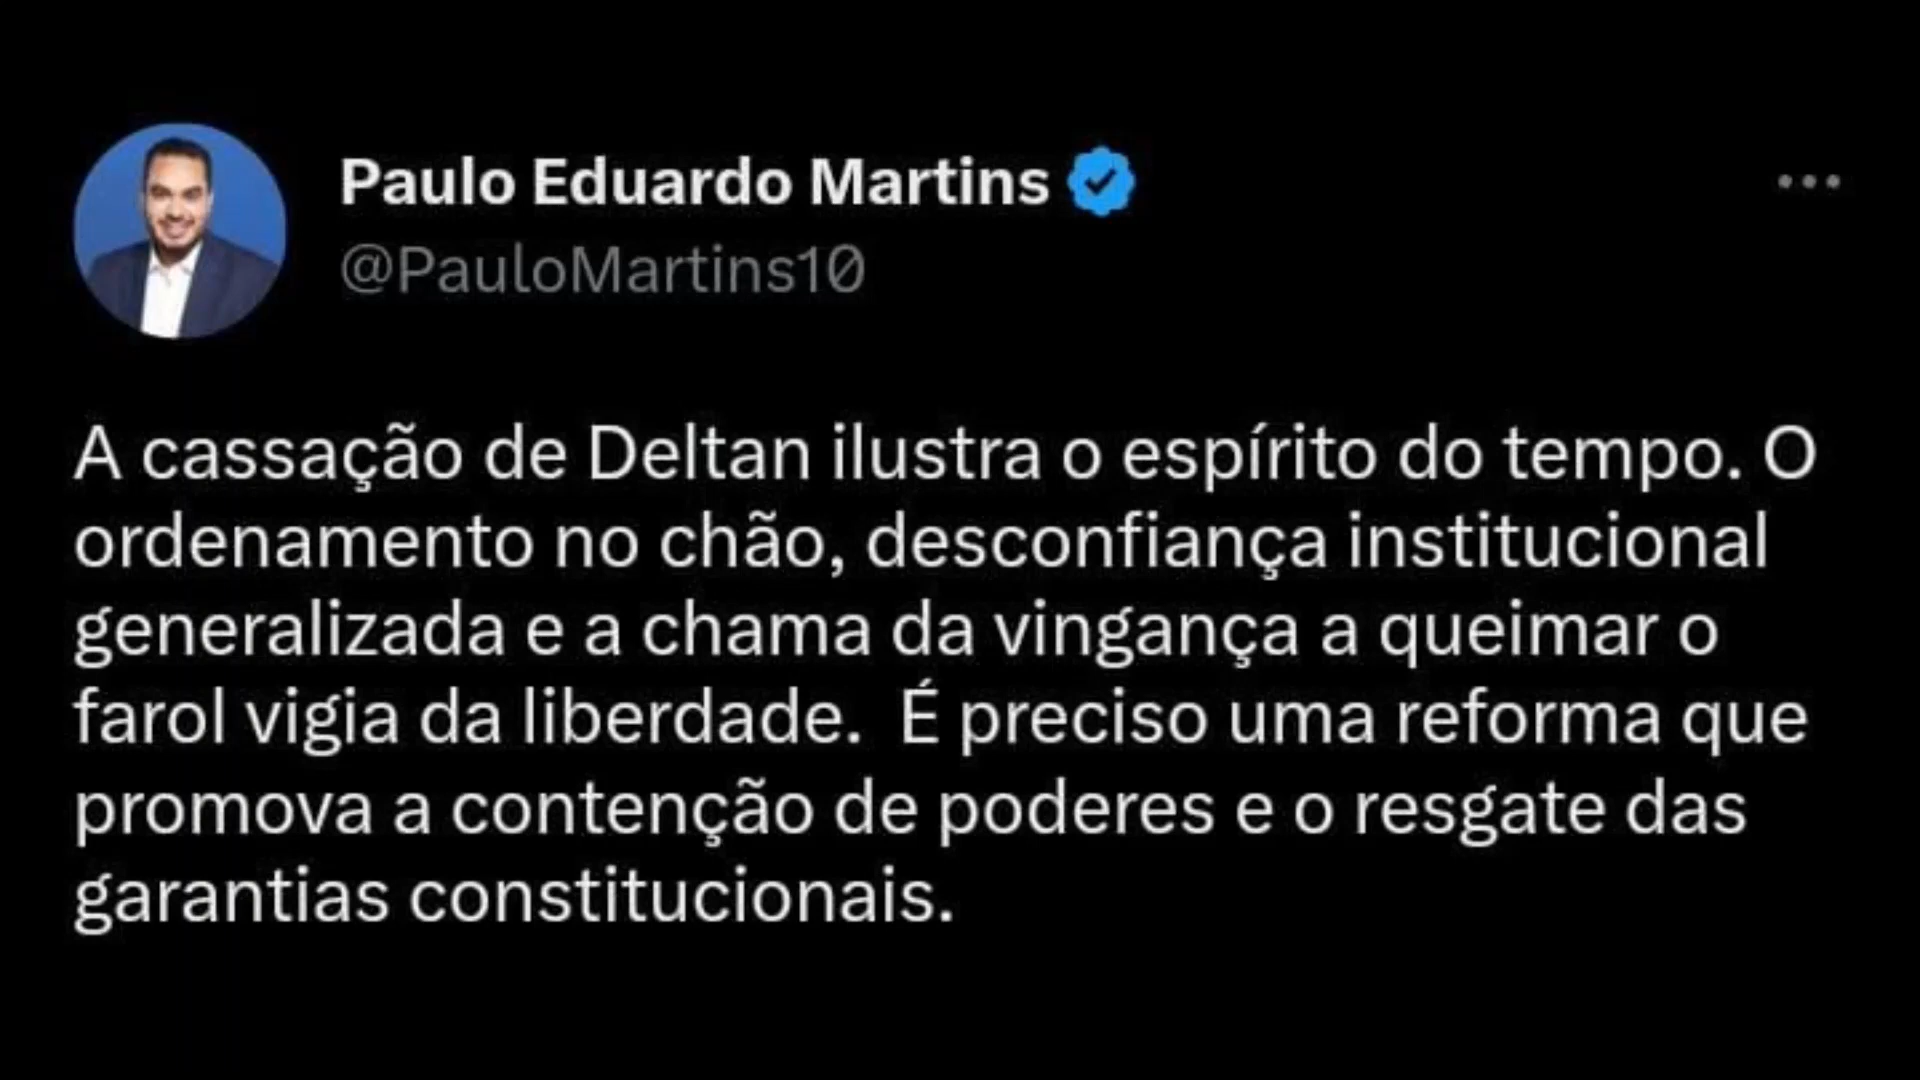 Paulo Eduardo Martins
@PauloMartins10
A cassação de Deltan ilustra o espírito do tempo. O
ordenamento no chão, desconfiança institucional
generalizada e a chama da vingança a queimar o
farol vigia da liberdade.  É preciso uma reforma que
promova a contenção de poderes e o resgate das
garantias constitucionais.